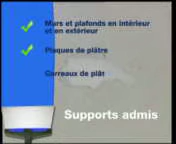 Murs et plafonds en intérieur
et en extérieur
Plaques de plâtre
Carreaux de plât
Supports admis